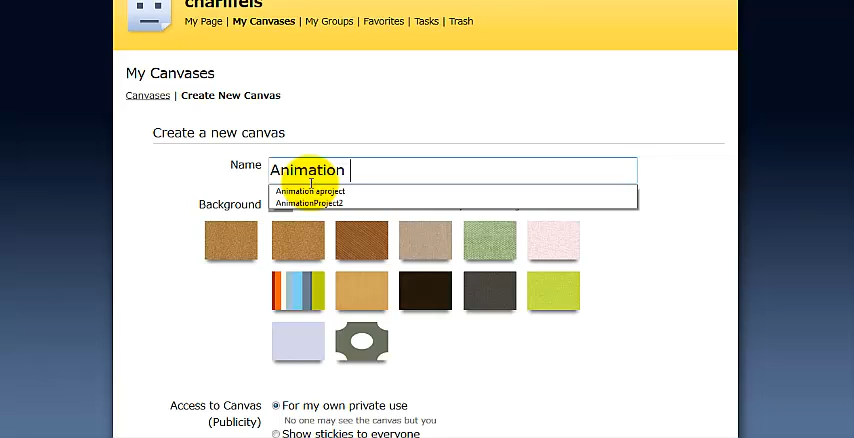 My Page | My Canvases | My Groups | Favorites | Tasks | Trash
My Canvases
Canvases | Create New Canvas
Create a new canvas
Name
Animation
Animation aproject
AnimationProject2
Background
Access to Canvas
(Publicity)
For my own private use
No one may see the canvas but you
Show stickies to everyone